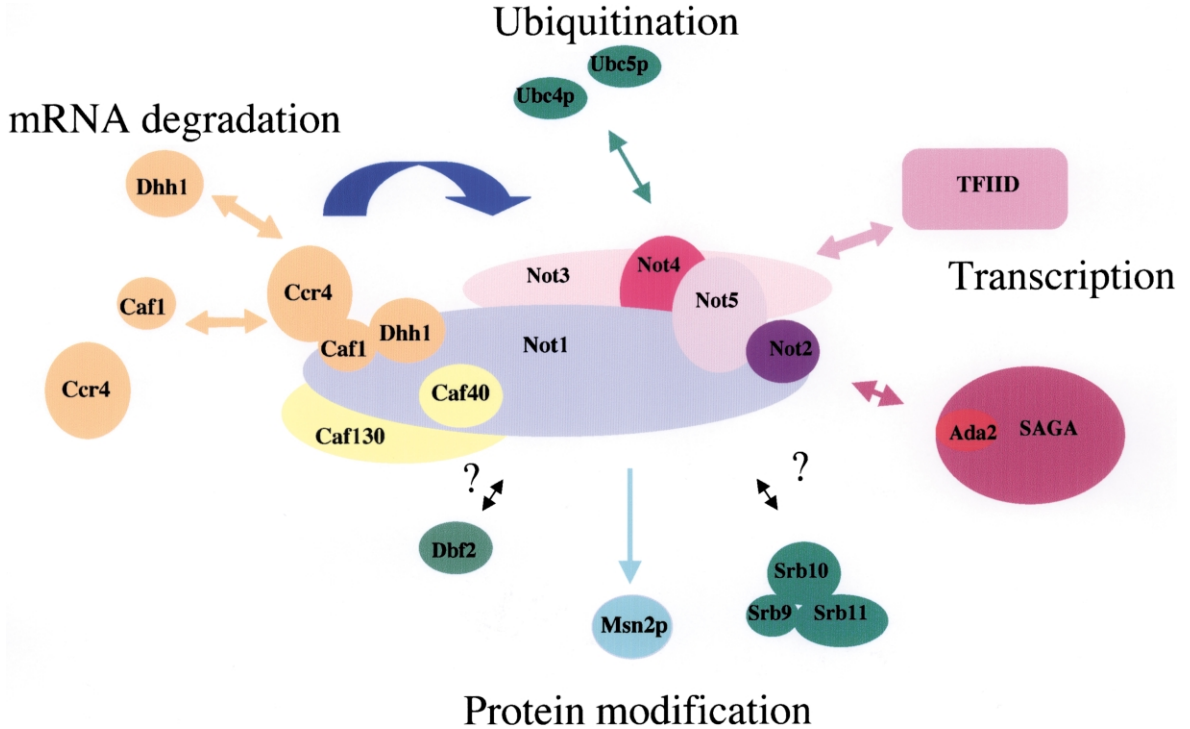 Ubiquitination
Ubc5p
Ubc4p
mRNA degradation
Dhh1
TFIID
Transcription
Ccr4
Caf1
Ccr4
Caf1
Dhh1
Not3
Not4
Not5
Not1
Not2
Caf40
Caf130
Ada2
SAGA
?
?
Dbf2
Msn2p
Srb10
Srb9
Srb11
Protein modification